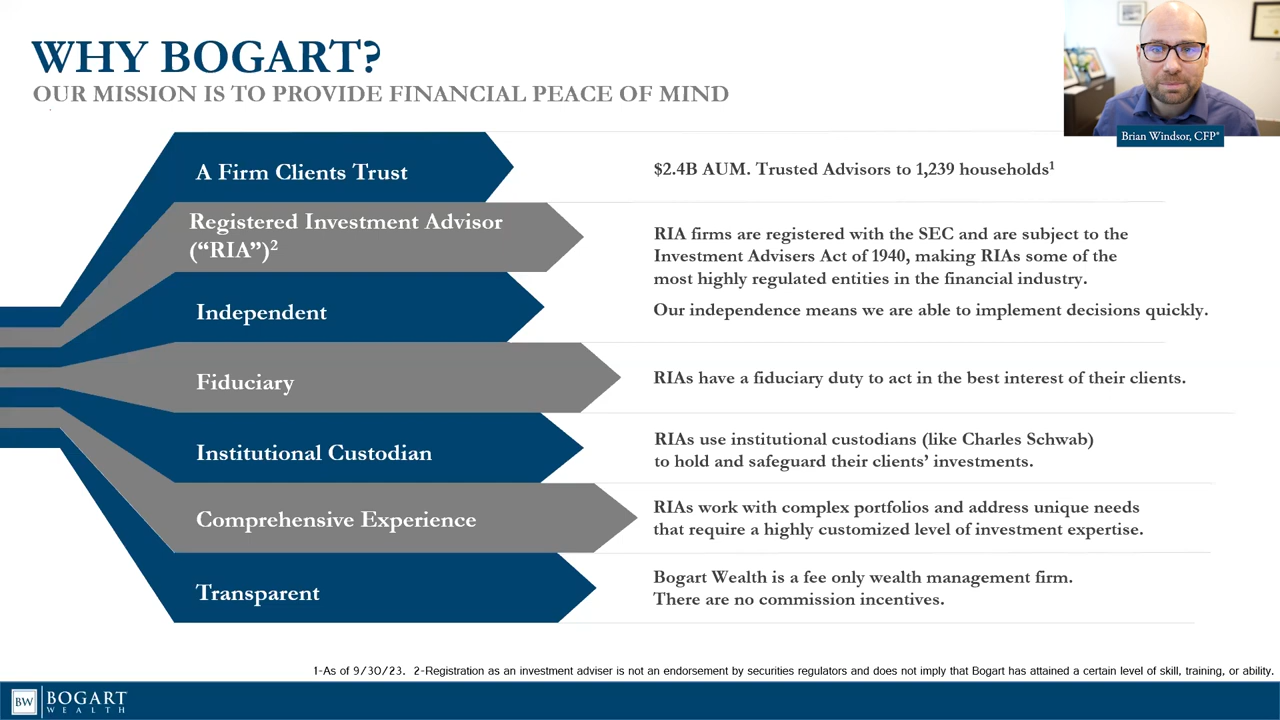 WHY BOGART?
OUR MISSION IS TO PROVIDE FINANCIAL PEACE OF MIND
Brian Windsor, CFP®
A Firm Clients Trust
$2.4B AUM. Trusted Advisors to 1,239 households1
Registered Investment Advisor
(“RIA”)2
RIA firms are registered with the SEC and are subject to the
Investment Advisers Act of 1940, making RIAs some of the
most highly regulated entities in the financial industry.
Independent
Our independence means we are able to implement decisions quickly.
Fiduciary
RIAs have a fiduciary duty to act in the best interest of their clients.
Institutional Custodian
RIAs use institutional custodians (like Charles Schwab)
to hold and safeguard their clients’ investments.
Comprehensive Experience
RIAs work with complex portfolios and address unique needs
that require a highly customized level of investment expertise.
Transparent
Bogart Wealth is a fee only wealth management firm.
There are no commission incentives.
1-As of 9/30/23. 2-Registration as an investment adviser is not an endorsement by securities regulators and does not imply that Bogart has attained a certain level of skill, training, or ability.
BW
BOGART
WEALTH